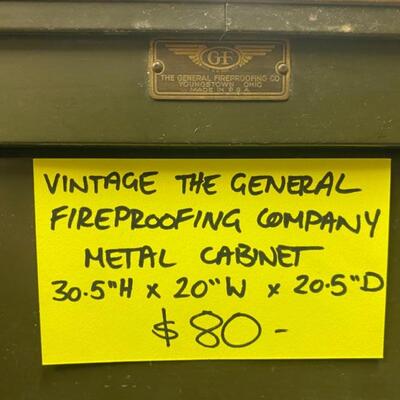 GF
THE GENERAL FIREPROOFING CO
YOUNGSTOWN, OHIO
MADE IN U.S.A.
VINTAGE THE GENERAL
FIREPROOFING COMPANY
METAL CABINET
30.5"H x 20"W x 20.5"D
$80-